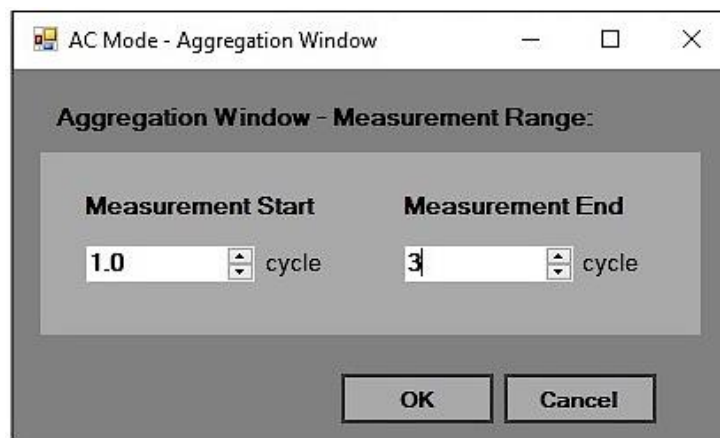 AC Mode - Aggregation Window
Aggregation Window - Measurement Range:
Measurement Start Measurement End
1.0 cycle 3 cycle
OK Cancel